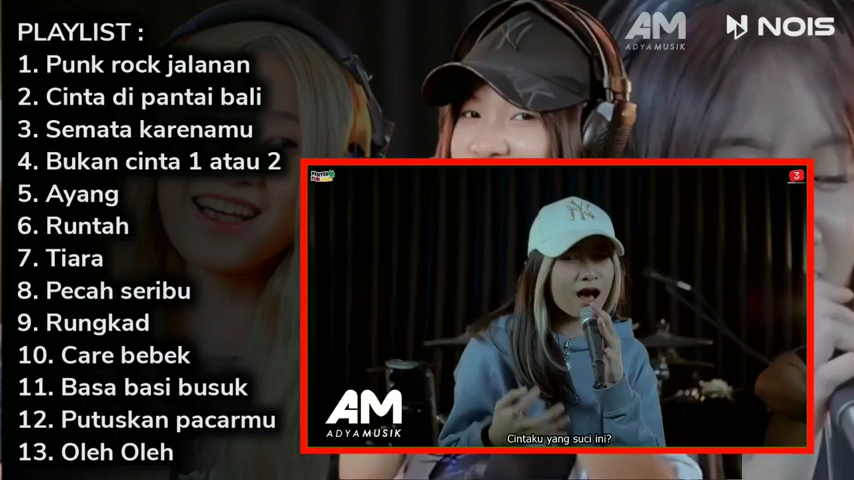 PLAYLIST :
1. Punk rock jalanan
2. Cinta di pantai bali
3. Semata karenamu
4. Bukan cinta 1 atau 2
5. Ayang
6. Runtah
7. Tiara
8. Pecah seribu
9. Rungkad
10. Care bebek
11. Basa basi busuk
12. Putuskan pacarmu
13. Oleh Oleh
AM
ADYAMUSIK
NOIS
3
AM
ADYAMUSIK
Cintaku yang suci ini?